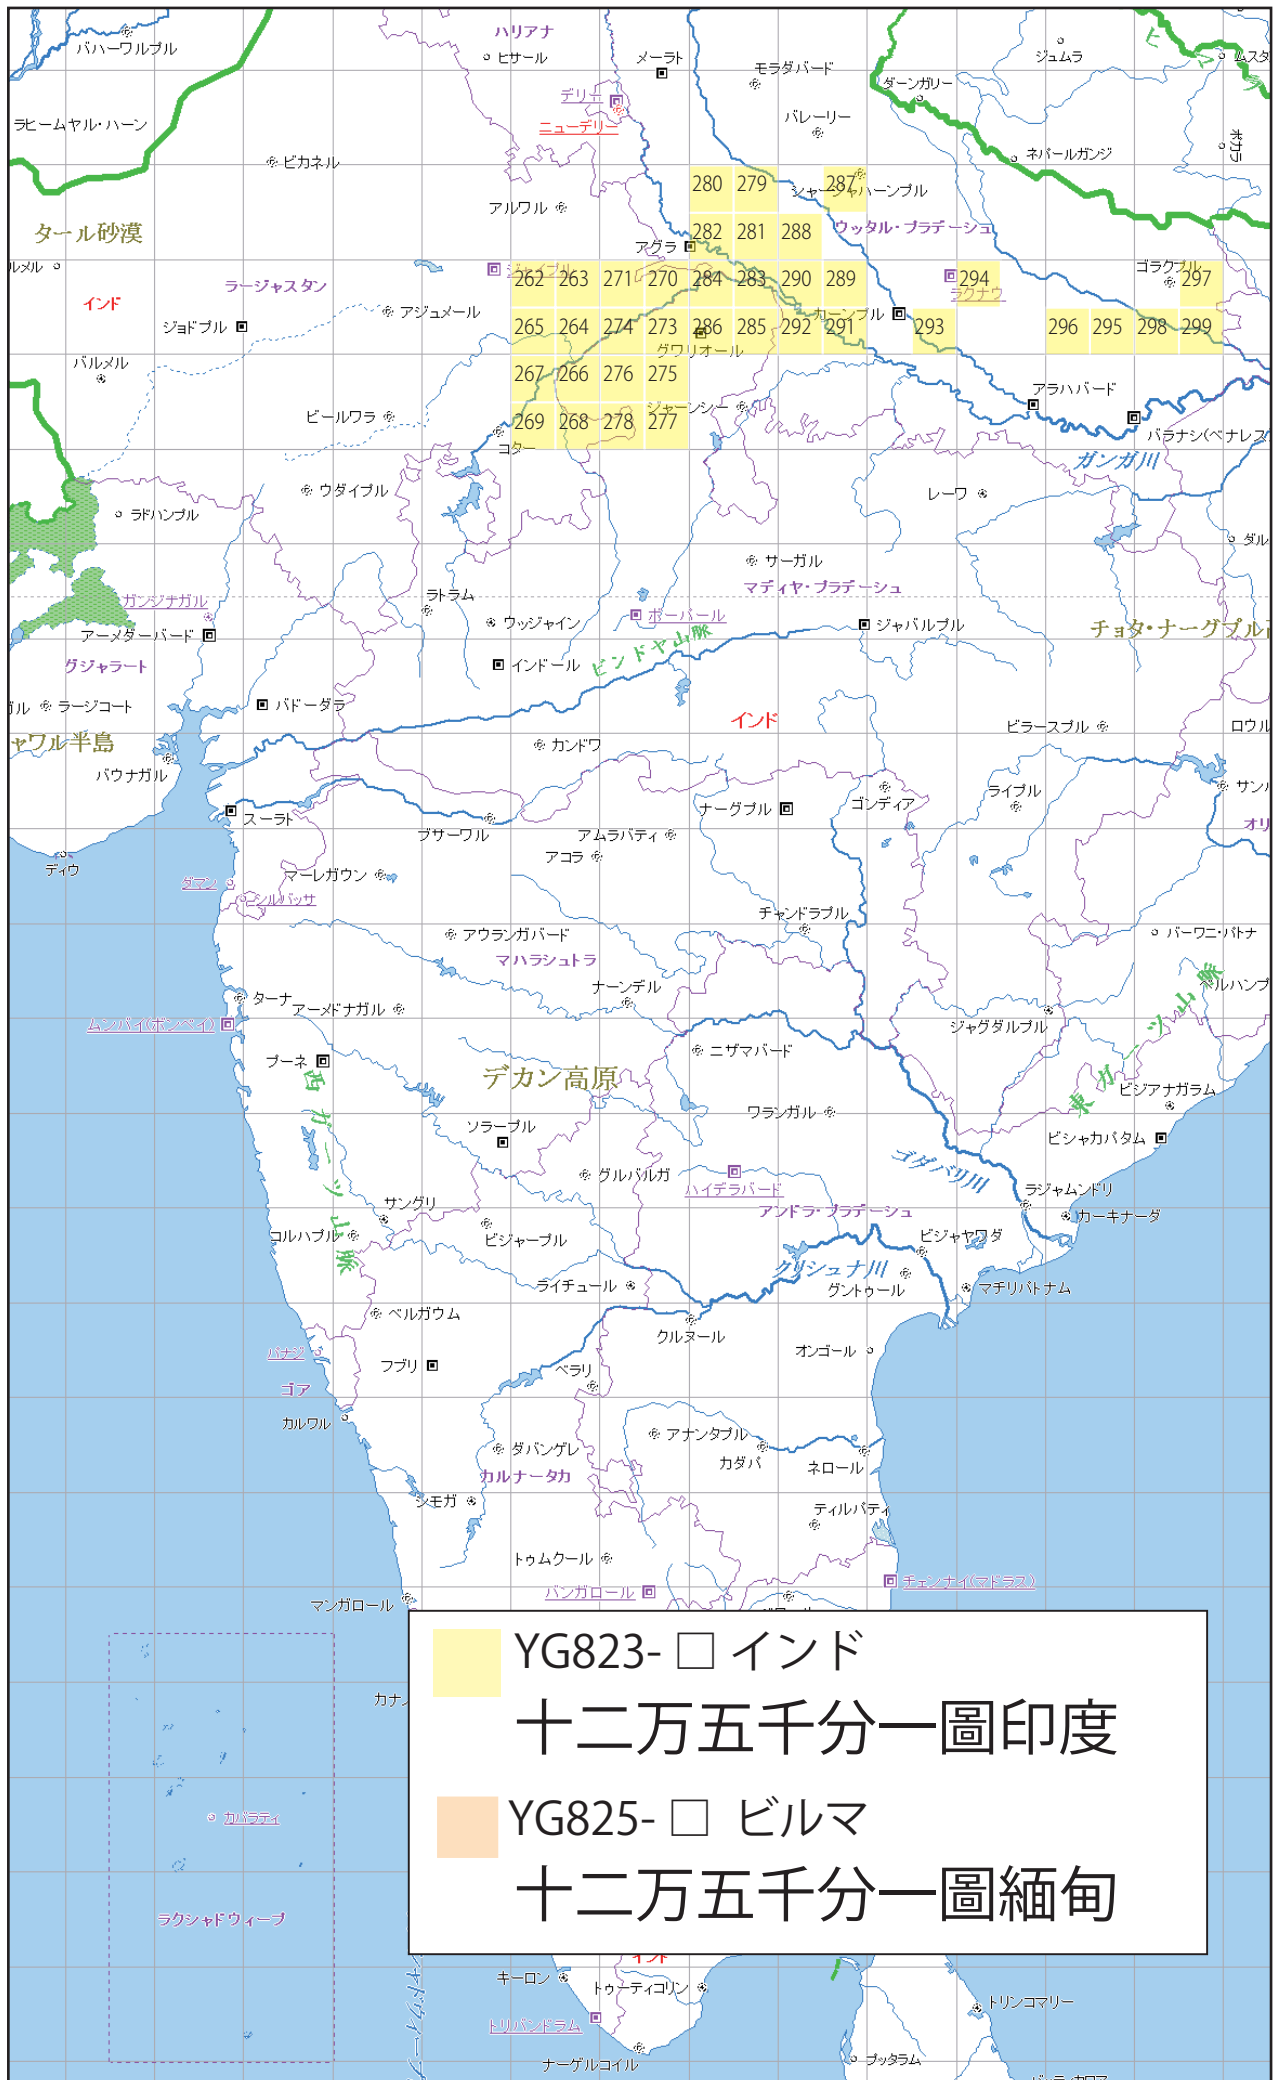 ハリアナ
バハーワルプル
ヒサール
メーラト
モラダバード
ジュムラ
ダーンガリー
デリー
ニューデリー
バレーリー
ラヒームヤル・ハーン
ビカネル
ネパールガンジ
ポカラ
280 279 287
シャージャハーンプル
アルワル
タール砂漠
アグラ
282 281 288
ウッタル・プラデーシュ
ジャイプル
262 263 271 270 284 283 290 289 294 297
ゴラクプル
ラクナウ
ラージャスタン
インド
アジュメール
ジョドプル
カーンプル
265 264 274 273 286 285 292 291 293 296 295 298 299
グワリオール
バルメル
267 266 276 275
アラハバード
ビールワラ
ジャーンシー
269 268 278 277
コター
バラナシ(ベナレス
ガンガ川
ウダイプル
レーワ
ラドハンプル
サーガル
マディヤ・プラデーシュ
ラトラム
ガンジナガル
ウッジャイン
ボーパール
ジャバルプル
アーメダーバード
チョタ・ナーグプル
グジャラート
インドール
ビンドヤ山脈
ラージコート
バドーダラ
インド
ビラースプル
ャワル半島
カンドワ
バウナガル
ナーグプル
ゴンディア
ライプル
スーラト
ブサーワル
アムラバティ
アコラ
ディウ
ダマン
マーレガウン
シルバッサ
チャンドラプル
アウランガバード
マハラシュトラ
バーワニ・パトナ
ナーンデル
ターナ
アーメドナガル
ムンバイ(ボンベイ)
ジャグダルプル
プーネ
ニザマバード
デカン高原
西ガーツ山脈
東ガーツ山脈
ビジアナガラム
ワランガル
ソラープル
ビシャカパタム
ゴダバリ川
グルバルガ
ハイデラバード
ラジャムンドリ
サングリ
アンドラ・プラデーシュ
カーキナーダ
コルハプル
ビジャープル
ビジャヤワダ
クリシュナ川
ライチュール
グントゥール
マチリパトナム
ベルガウム
クルヌール
パナジ
フブリ
オンゴール
ベラリ
ゴア
カルワル
アナンタプル
ダバンゲレ
カダパ
ネロール
カルナータカ
シモガ
ティルパティ
トゥムクール
バンガロール
チェンナイ(マドラス)
マンガロール
YG823- □ インド
十二万五千分一圖印度
YG825- □ ビルマ
十二万五千分一圖緬甸
カバラティ
ラクシャドウィープ
インド
キーロン
トゥーティコリン
トリバンドラム
トリンコマリー
ナーゲルコイル
プッタラム